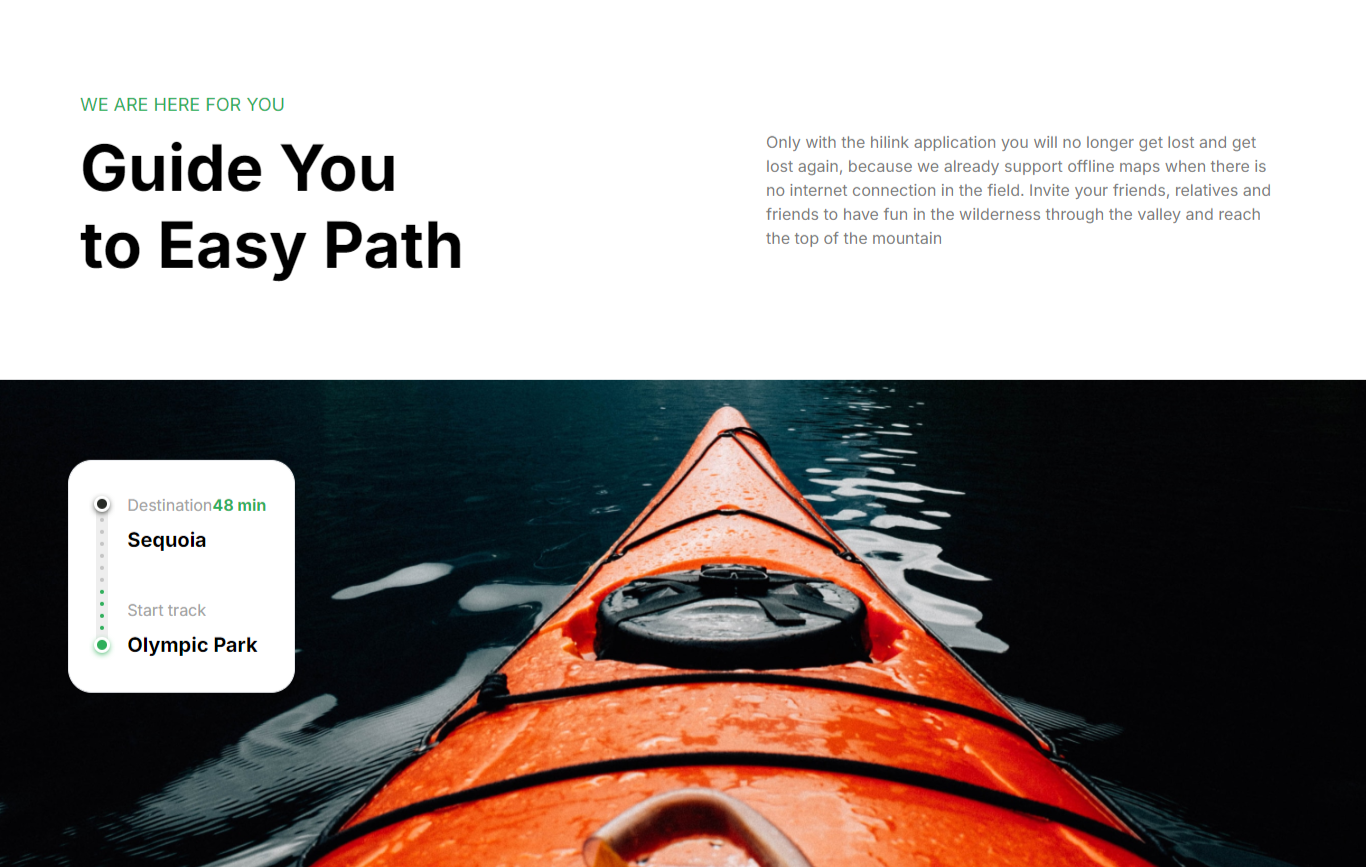 WE ARE HERE FOR YOU
Guide You
to Easy Path
Only with the hilink application you will no longer get lost and get
lost again, because we already support offline maps when there is
no internet connection in the field. Invite your friends, relatives and
friends to have fun in the wilderness through the valley and reach
the top of the mountain
Destination48 min
Sequoia
Start track
Olympic Park